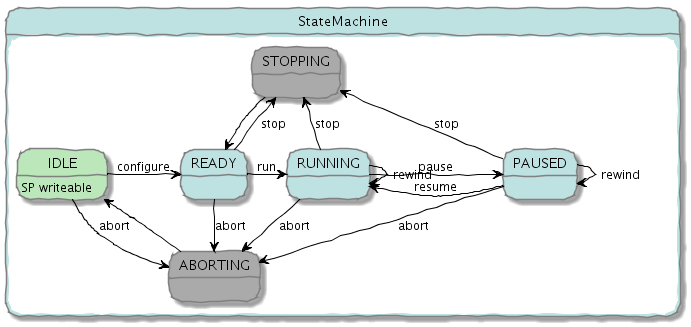 StateMachine
STOPPING
stop
stop
stop
IDLE
SP writeable
configure
READY
run
RUNNING
rewind
pause
resume
PAUSED
rewind
abort
abort
abort
abort
ABORTING